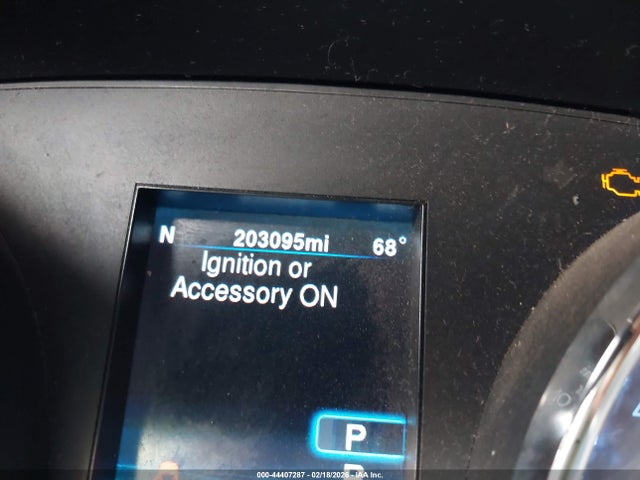 N 203095mi 68°
Ignition or
Accessory ON
P
000-44407287 - 02/18/2026 - IAA Inc.